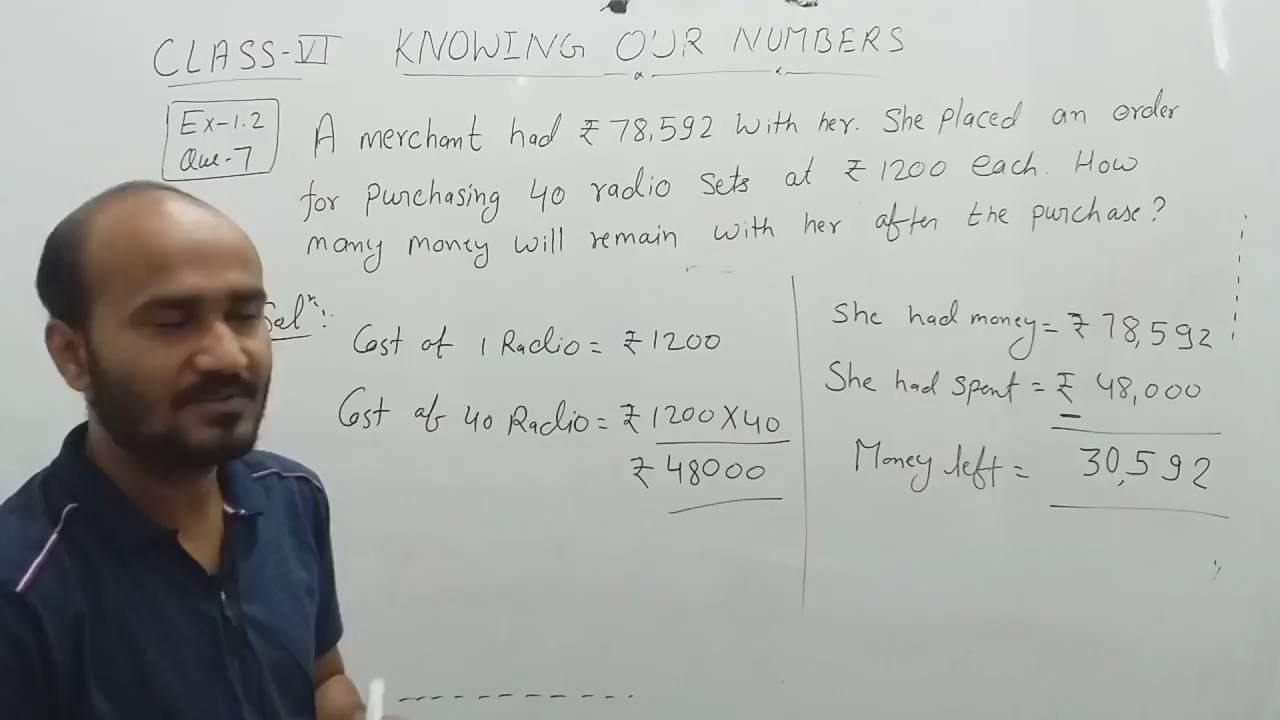 CLASS-VI KNOWING OUR NUMBERS
Ex-1.2
Que-7
A merchant had ₹ 78,592 with her. She placed an order
for purchasing 40 radio sets at ₹ 1200 each. How
many money will remain with her after the purchase?
Solⁿ:
Cost of 1 Radio = ₹ 1200
Cost of 40 Radio = ₹ 1200 X 40
₹ 48000
She had money = ₹ 78,592
She had spent = ₹ 48,000
Money left = 30,592